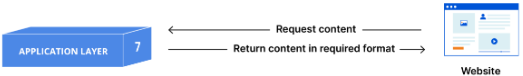 Request content
APPLICATION LAYER 7
Return content in required format
Website